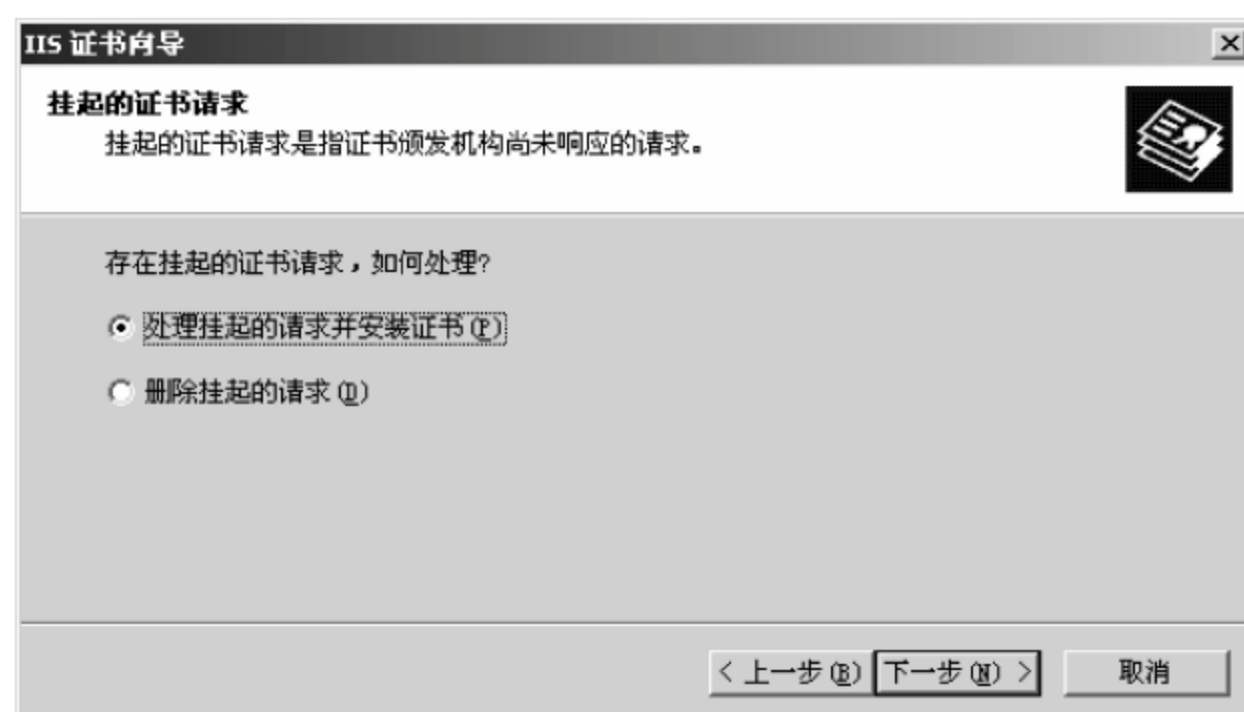 IIS 证书向导
挂起的证书请求
挂起的证书请求是指证书颁发机构尚未响应的请求。
存在挂起的证书请求，如何处理?
处理挂起的请求并安装证书(P)
删除挂起的请求(D)
< 上一步(B) 下一步(N) > 取消